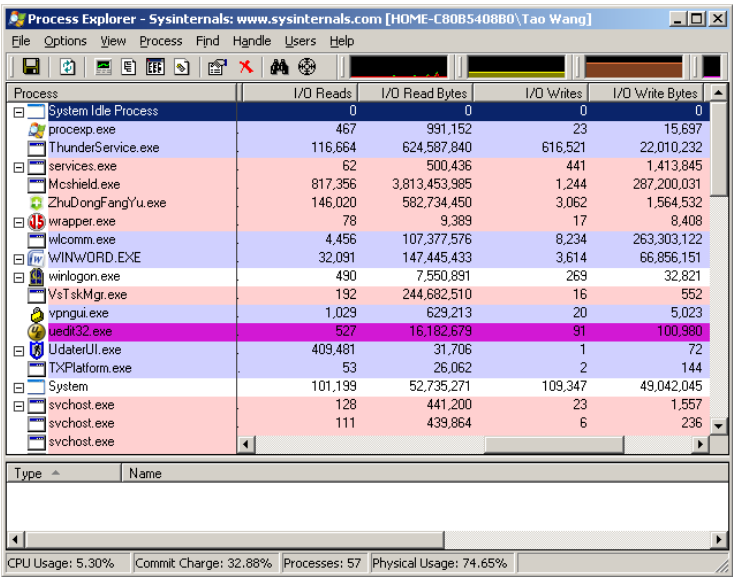 Process Explorer - Sysinternals: www.sysinternals.com [HOME-C80B5408B0\Tao Wang]
File Options View Process Find Handle Users Help
Process I/O Reads I/O Read Bytes I/O Writes I/O Write Bytes
System Idle Process 0 0 0 0
procexp.exe 467 991,152 23 15,697
ThunderService.exe 116,664 624,587,840 616,521 22,010,232
services.exe 62 500,436 441 1,413,845
Mcshield.exe 817,356 3,813,453,985 1,244 287,200,031
ZhuDongFangYu.exe 146,020 582,734,450 3,062 1,564,532
wrapper.exe 78 9,389 17 8,408
wlcomm.exe 4,456 107,377,576 8,234 263,303,122
WINWORD.EXE 32,091 147,445,433 3,614 66,856,151
winlogon.exe 490 7,550,891 269 32,821
VsTskMgr.exe 192 244,682,510 16 552
vpngui.exe 1,029 629,213 20 5,023
uedit32.exe 527 16,182,679 91 100,980
UdaterUI.exe 409,481 31,706 1 72
TXPlatform.exe 53 26,062 2 144
System 101,199 52,735,271 109,347 49,042,045
svchost.exe 128 441,200 23 1,557
svchost.exe 111 439,864 6 236
svchost.exe
Type Name
CPU Usage: 5.30% Commit Charge: 32.88% Processes: 57 Physical Usage: 74.65%